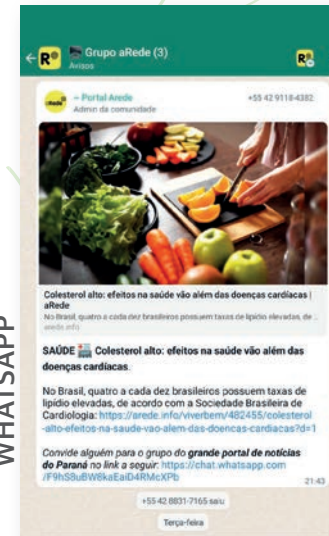 WHATSAPP
Grupo aRede (3)
Avisos
~ Portal Arede
+55 42 9118-4382
Admin da comunidade
Colesterol alto: efeitos na saúde vão além das doenças cardíacas |
aRede
No Brasil, quatro a cada dez brasileiros possuem taxas de lipídio elevadas, de ...
arede.info
SAÚDE Colesterol alto: efeitos na saúde vão além das
doenças cardíacas.
No Brasil, quatro a cada dez brasileiros possuem taxas de
lipídio elevadas, de acordo com a Sociedade Brasileira de
Cardiologia: https://arede.info/viverbem/482455/colesterol
-alto-efeitos-na-saude-vao-alem-das-doencas-cardiacas?d=1
Convide alguém para o grupo do grande portal de notícias
do Paraná no link a seguir: https://chat.whatsapp.com
/F9hS8uBW8kaEaiD4RMcXPb
21:43
+55 42 8831-7165 saiu
Terça-feira